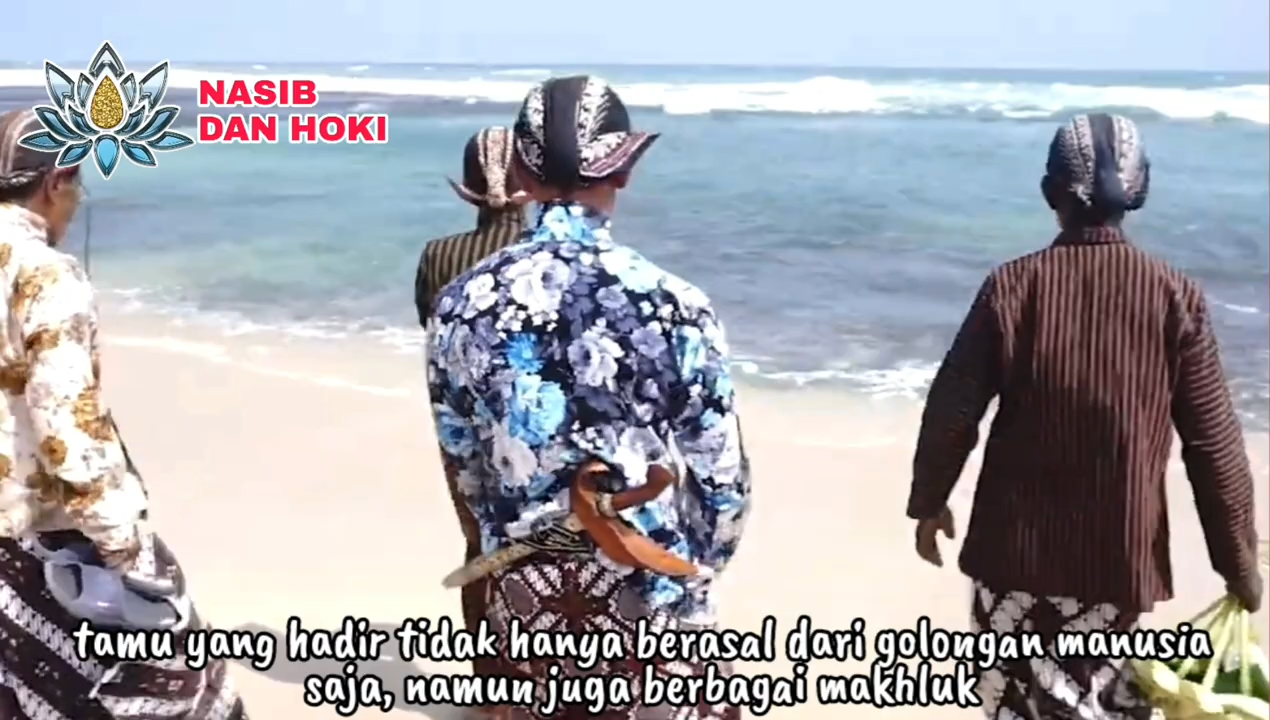 NASIB
DAN HOKI
tamu yang hadir tidak hanya berasal dari golongan manusia
saja, namun juga berbagai makhluk